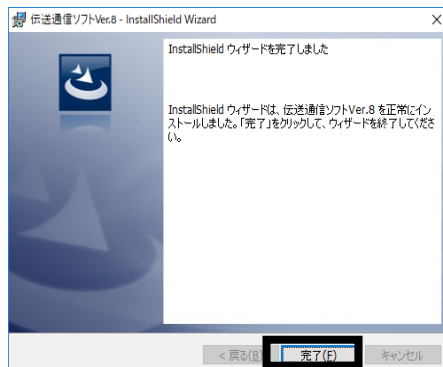 伝送通信ソフトVer.8 - InstallShield Wizard
InstallShield ウィザードを完了しました
InstallShield ウィザードは、伝送通信ソフトVer.8 を正常にイン
ストールしました。「完了」をクリックして、ウィザードを終了してくださ
い。
< 戻る(B)
完了(F)
キャンセル